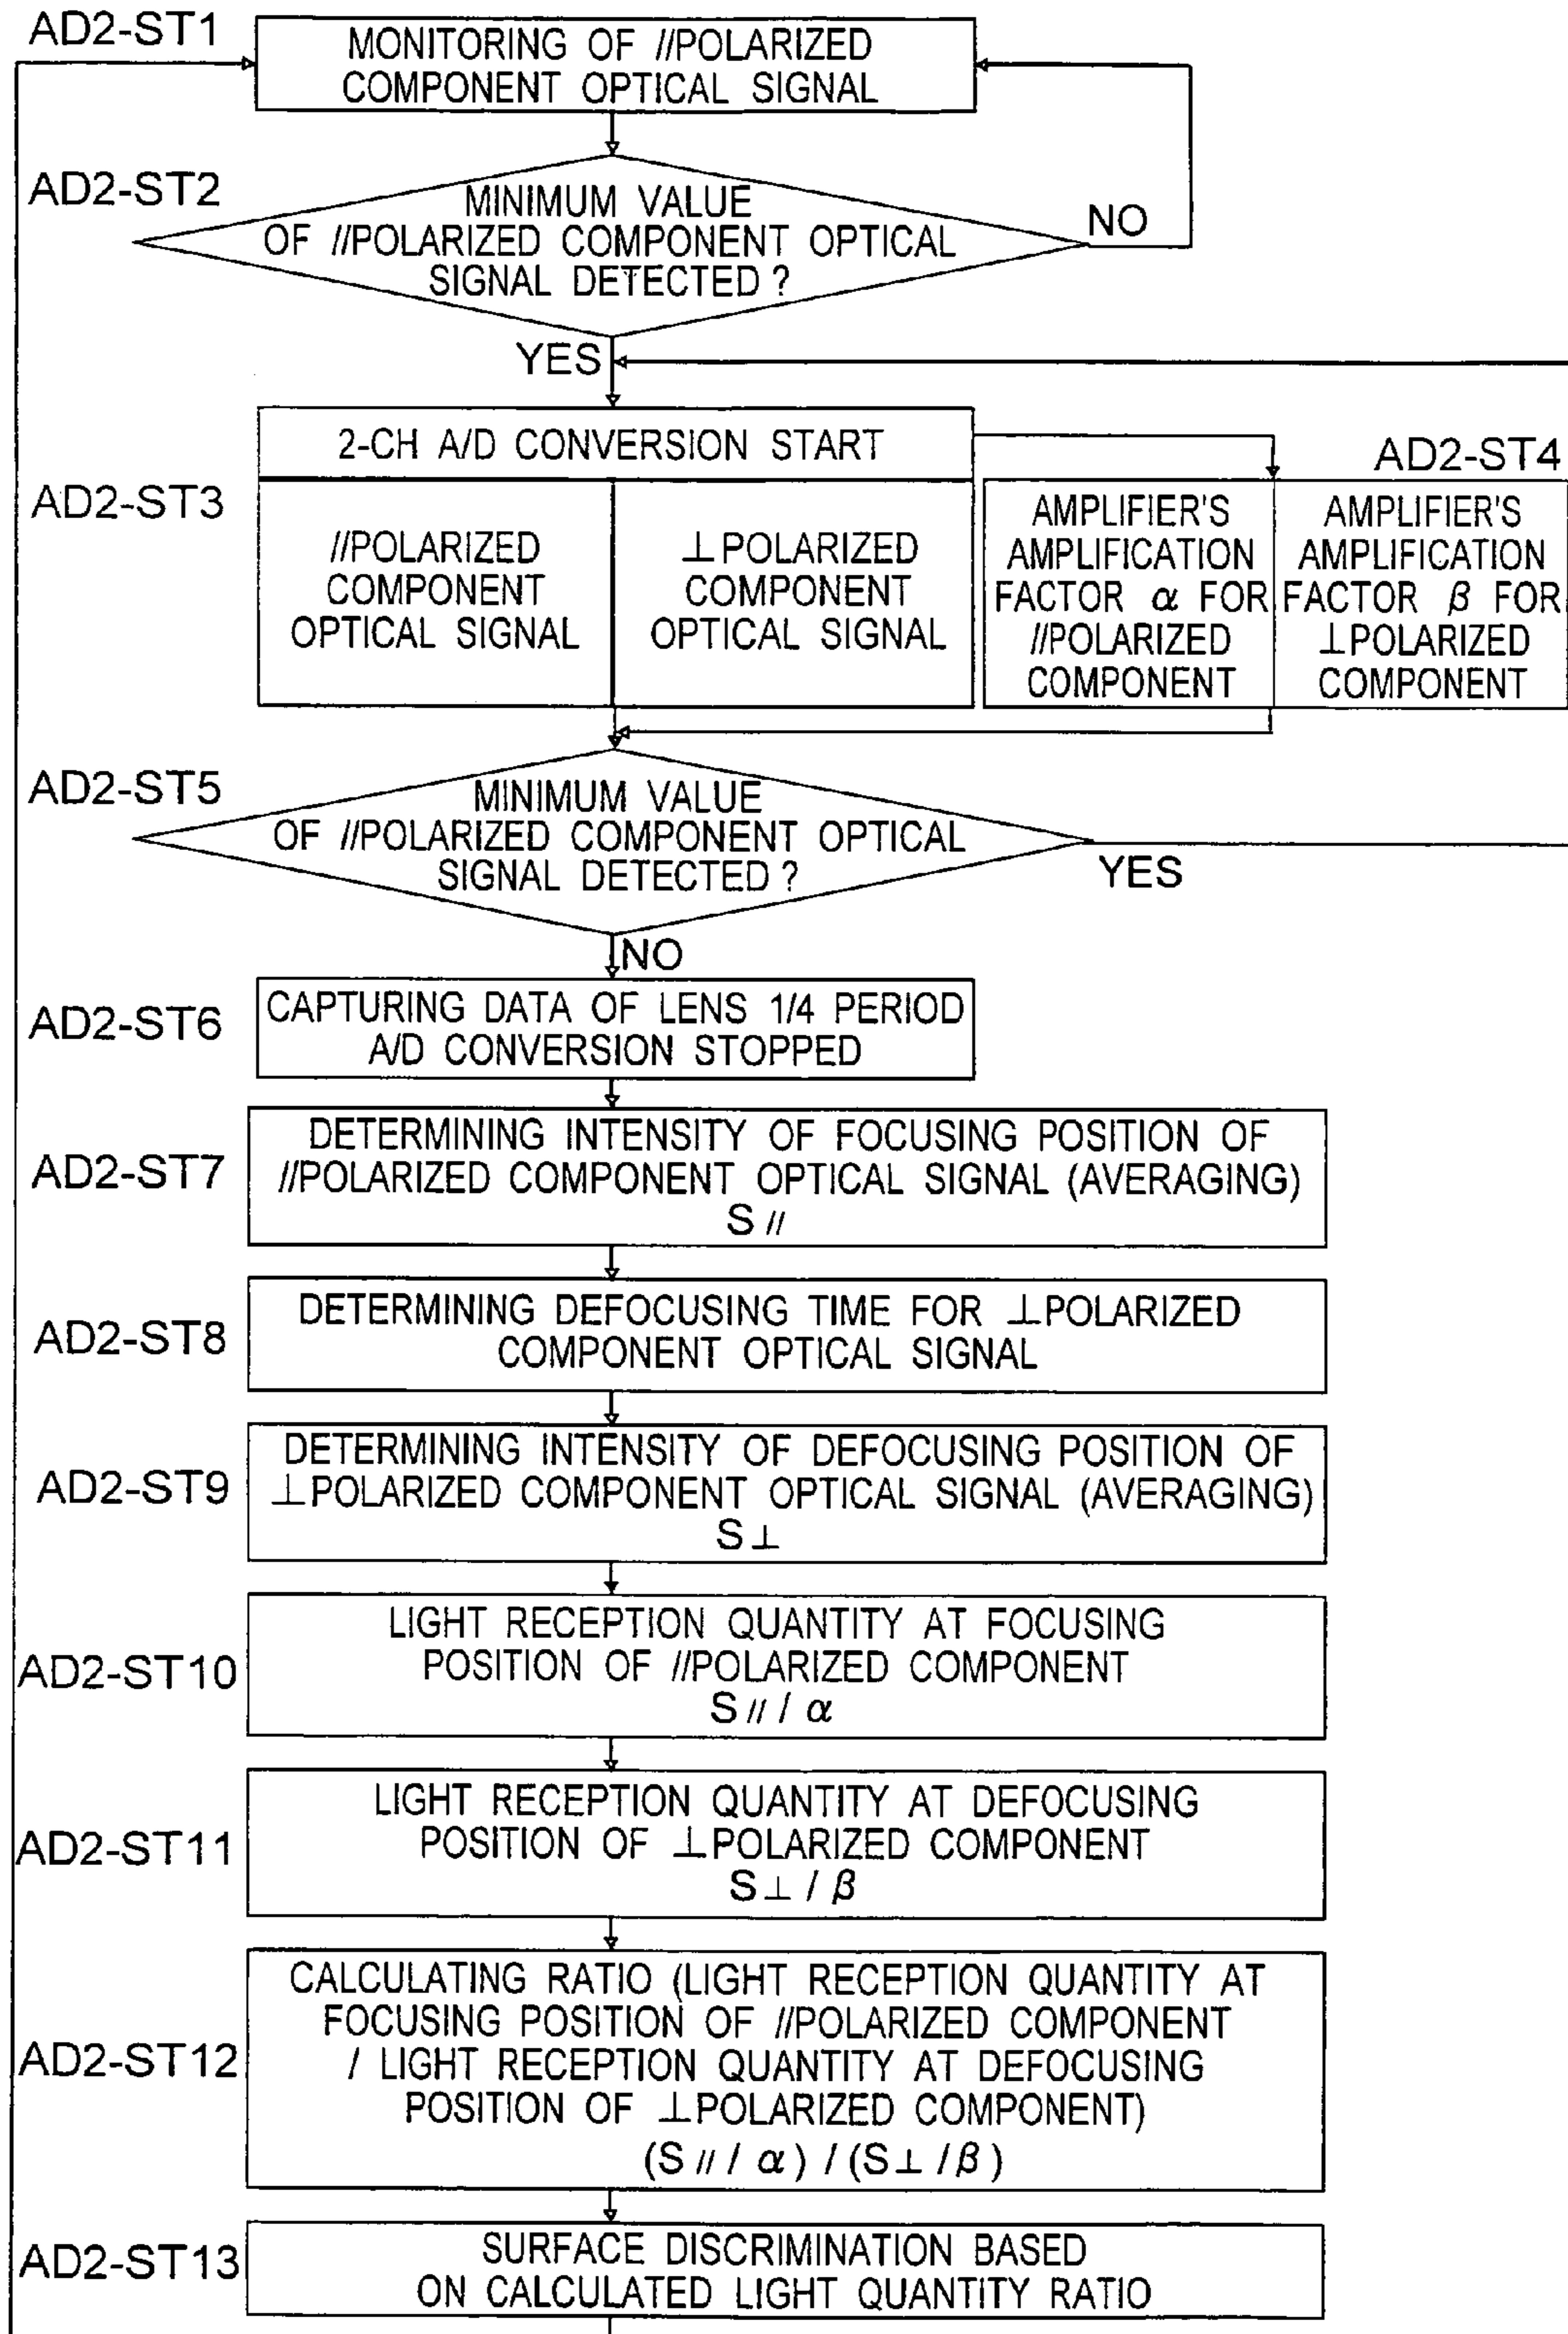 AD2-ST1
MONITORING OF //POLARIZED
COMPONENT OPTICAL SIGNAL
AD2-ST2
MINIMUM VALUE
OF //POLARIZED COMPONENT OPTICAL
SIGNAL DETECTED ?
NO
YES
AD2-ST3
2-CH A/D CONVERSION START
//POLARIZED
COMPONENT
OPTICAL SIGNAL
⊥POLARIZED
COMPONENT
OPTICAL SIGNAL
AD2-ST4
AMPLIFIER'S
AMPLIFICATION
FACTOR α FOR
//POLARIZED
COMPONENT
AMPLIFIER'S
AMPLIFICATION
FACTOR β FOR
⊥POLARIZED
COMPONENT
AD2-ST5
MINIMUM VALUE
OF //POLARIZED COMPONENT OPTICAL
SIGNAL DETECTED ?
YES
NO
AD2-ST6
CAPTURING DATA OF LENS 1/4 PERIOD
A/D CONVERSION STOPPED
AD2-ST7
DETERMINING INTENSITY OF FOCUSING POSITION OF
//POLARIZED COMPONENT OPTICAL SIGNAL (AVERAGING)
S //
AD2-ST8
DETERMINING DEFOCUSING TIME FOR ⊥POLARIZED
COMPONENT OPTICAL SIGNAL
AD2-ST9
DETERMINING INTENSITY OF DEFOCUSING POSITION OF
⊥POLARIZED COMPONENT OPTICAL SIGNAL (AVERAGING)
S⊥
AD2-ST10
LIGHT RECEPTION QUANTITY AT FOCUSING
POSITION OF //POLARIZED COMPONENT
S // / α
AD2-ST11
LIGHT RECEPTION QUANTITY AT DEFOCUSING
POSITION OF ⊥POLARIZED COMPONENT
S⊥ / β
AD2-ST12
CALCULATING RATIO (LIGHT RECEPTION QUANTITY AT
FOCUSING POSITION OF //POLARIZED COMPONENT
/ LIGHT RECEPTION QUANTITY AT DEFOCUSING
POSITION OF ⊥POLARIZED COMPONENT)
(S // / α) / (S⊥ / β)
AD2-ST13
SURFACE DISCRIMINATION BASED
ON CALCULATED LIGHT QUANTITY RATIO